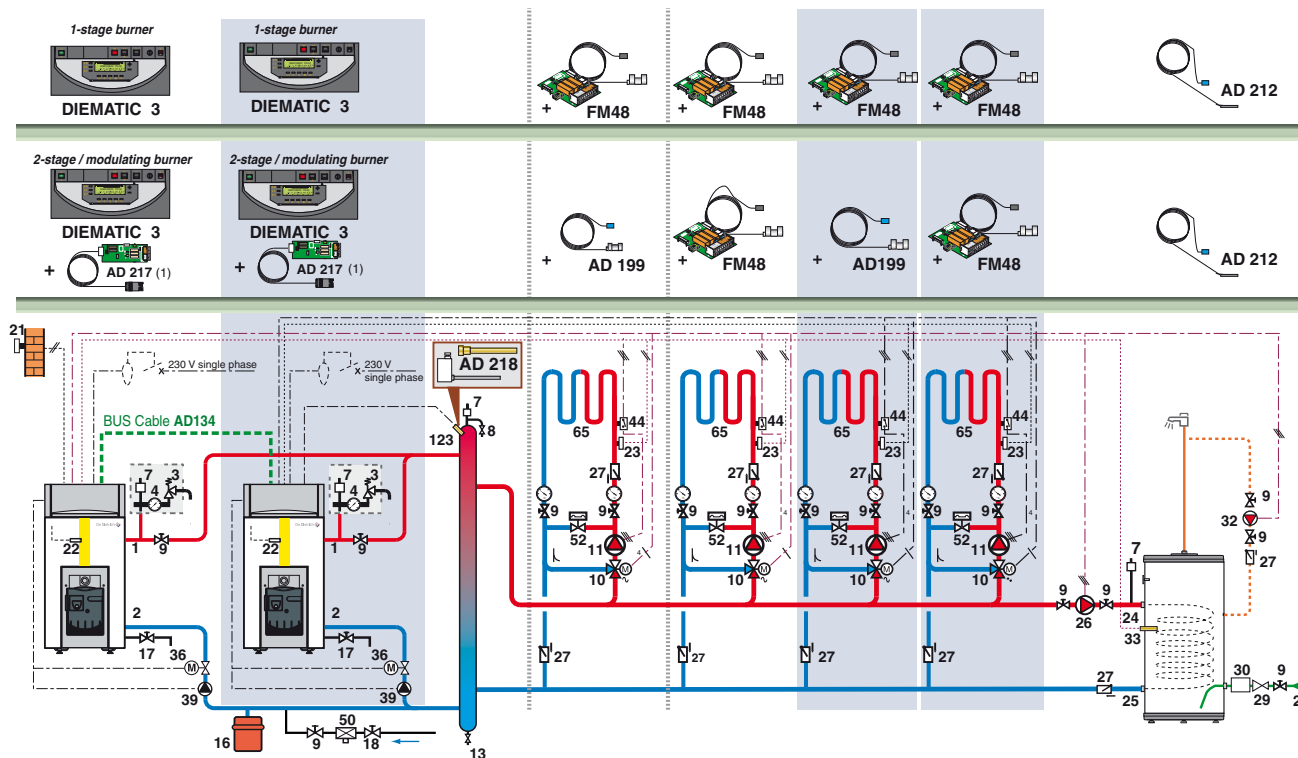 1-stage burner
1-stage burner
DIEMATIC 3
DIEMATIC 3
+ FM48
+ FM48
+ FM48
+ FM48
AD 212
2-stage / modulating burner
2-stage / modulating burner
DIEMATIC 3
DIEMATIC 3
+ AD 217 (1)
+ AD 217 (1)
+ AD 199
+ FM48
+ AD199
+ FM48
AD 212
21
230 V single phase
230 V
single phase
AD 218
BUS Cable AD134
7
123
8
7
3
4
7
3
4
22
1
9
22
1
9
2
17
36
2
17
36
M
39
M
39
16
9
50
18
13
65
44
23
27
9
9
52
11
10
M
27
65
44
23
27
9
9
52
11
10
M
27
65
44
23
27
9
9
52
11
10
M
4
27
65
44
23
27
9
9
52
11
10
M
4
27
9
26
9
7
24
33
27
25
9
32
9
27
30
29
9